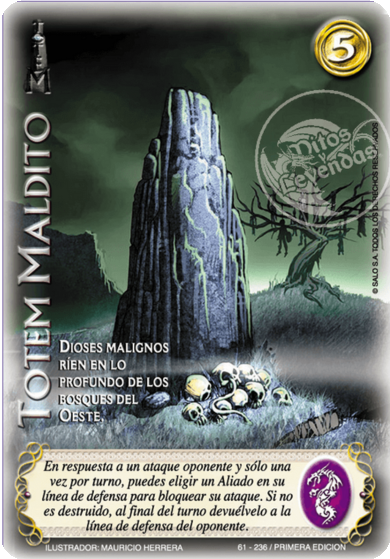 5
TOTEM MALDITO
Mitos
y
Leyendas
© SALO S.A. TODOS LOS DERECHOS RESERVADOS
DIOSES MALIGNOS
RÍEN EN LO
PROFUNDO DE LOS
BOSQUES DEL
OESTE.
En respuesta a un ataque oponente y sólo una
vez por turno, puedes eligir un Aliado en su
línea de defensa para bloquear su ataque. Si no
es destruido, al final del turno devuélvelo a la
línea de defensa del oponente.
ILUSTRADOR: MAURICIO HERRERA
61 - 236 / PRIMERA EDICION